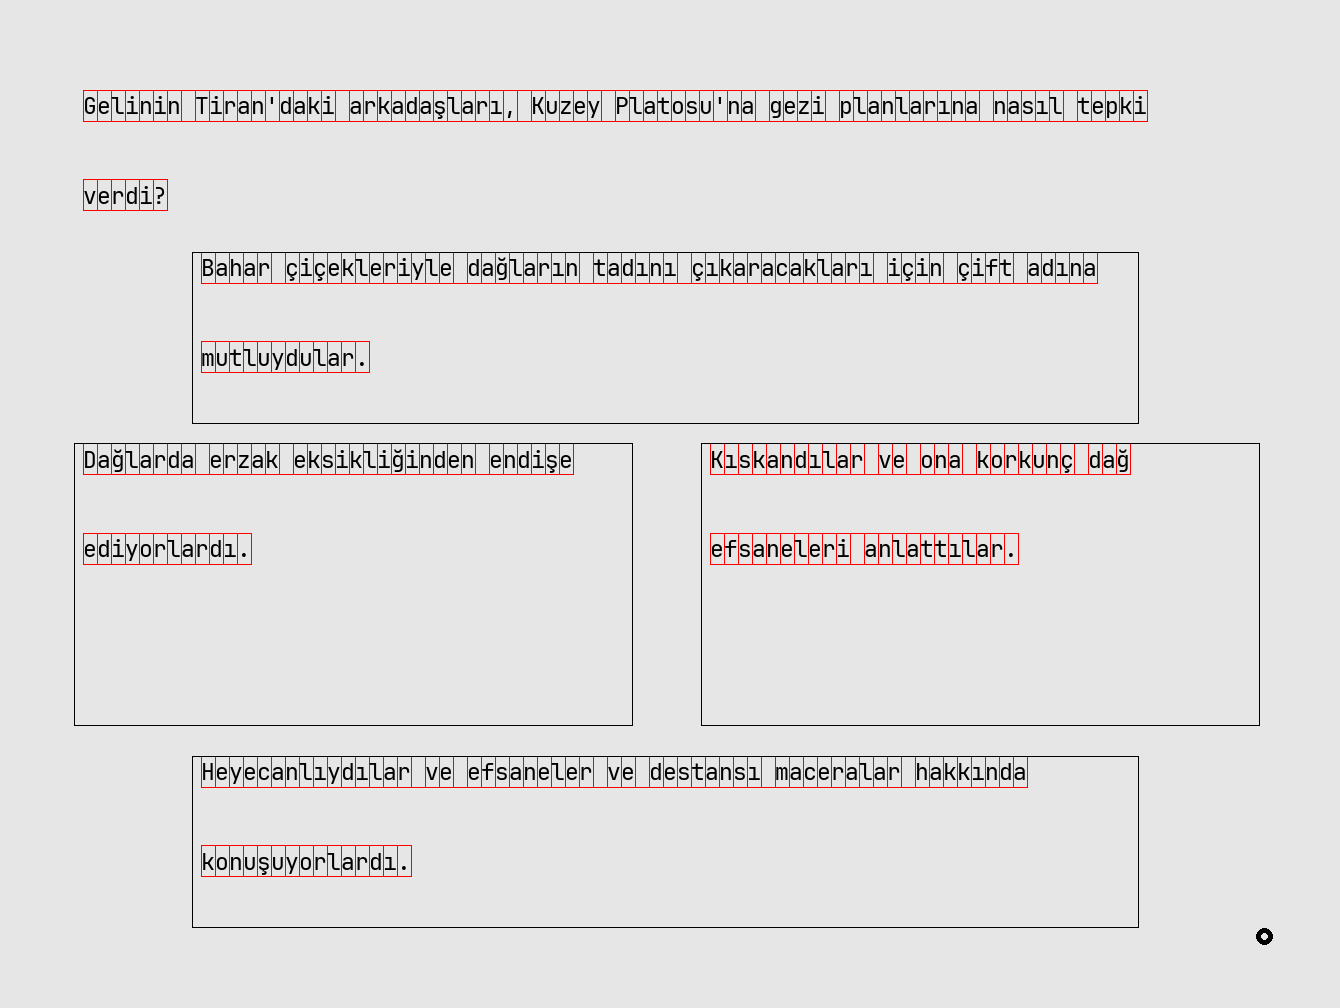 Gelinin Tiran'daki arkadaşları, Kuzey Platosu'na gezi planlarına nasıl tepki
verdi?
Bahar çiçekleriyle dağların tadını çıkaracakları için çift adına
mutluydular.
Dağlarda erzak eksikliğinden endişe
ediyorlardı.
Kıskandılar ve ona korkunç dağ
efsaneleri anlattılar.
Heyecanlıydılar ve efsaneler ve destansı maceralar hakkında
konuşuyorlardı.